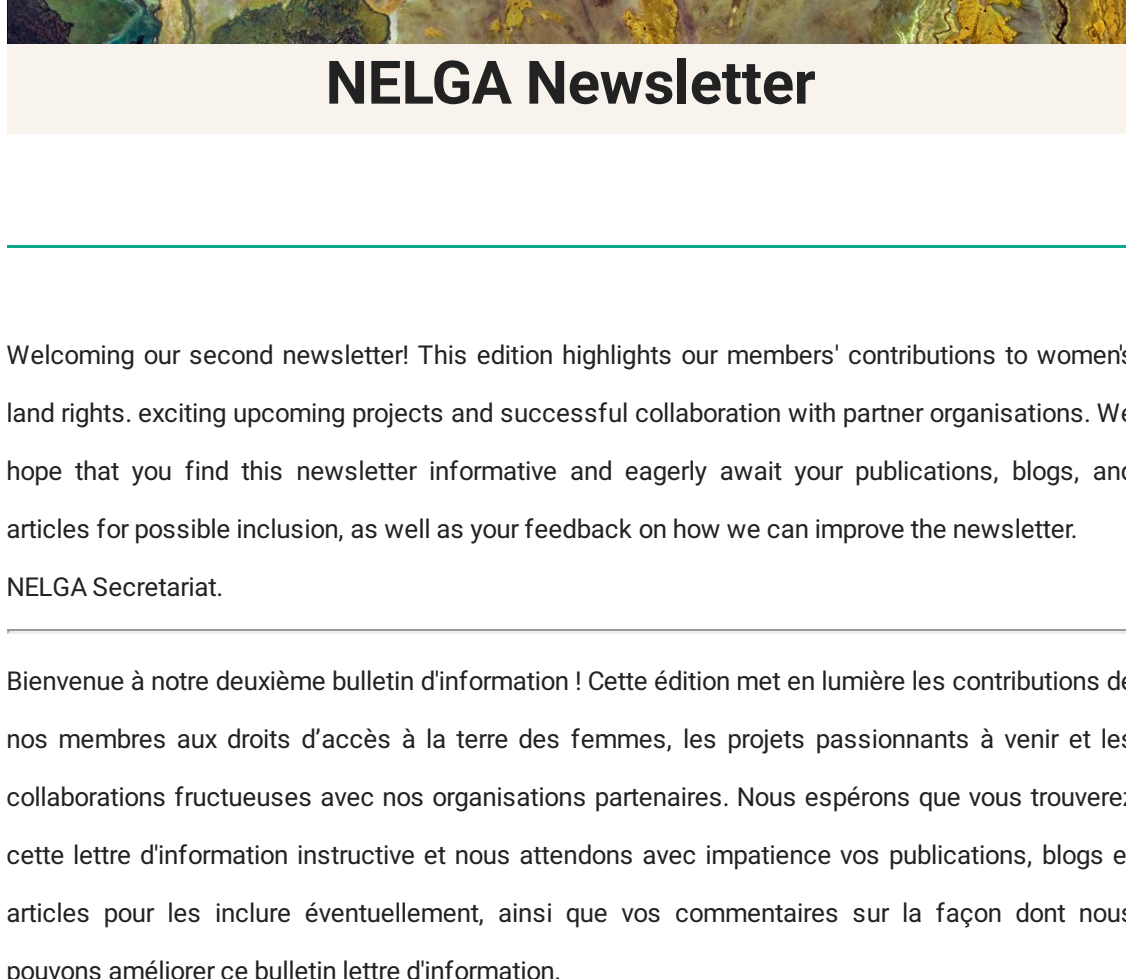 NELGA Newsletter
Welcoming our second newsletter! This edition highlights our members' contributions to women's
land rights. exciting upcoming projects and successful collaboration with partner organisations. We
hope that you find this newsletter informative and eagerly await your publications, blogs, and
articles for possible inclusion, as well as your feedback on how we can improve the newsletter.
NELGA Secretariat.
Bienvenue à notre deuxième bulletin d'information ! Cette édition met en lumière les contributions de
nos membres aux droits d’accès à la terre des femmes, les projets passionnants à venir et les
collaborations fructueuses avec nos organisations partenaires. Nous espérons que vous trouverez
cette lettre d'information instructive et nous attendons avec impatience vos publications, blogs et
articles pour les inclure éventuellement, ainsi que vos commentaires sur la façon dont nous
pouvons améliorer ce bulletin lettre d'information.